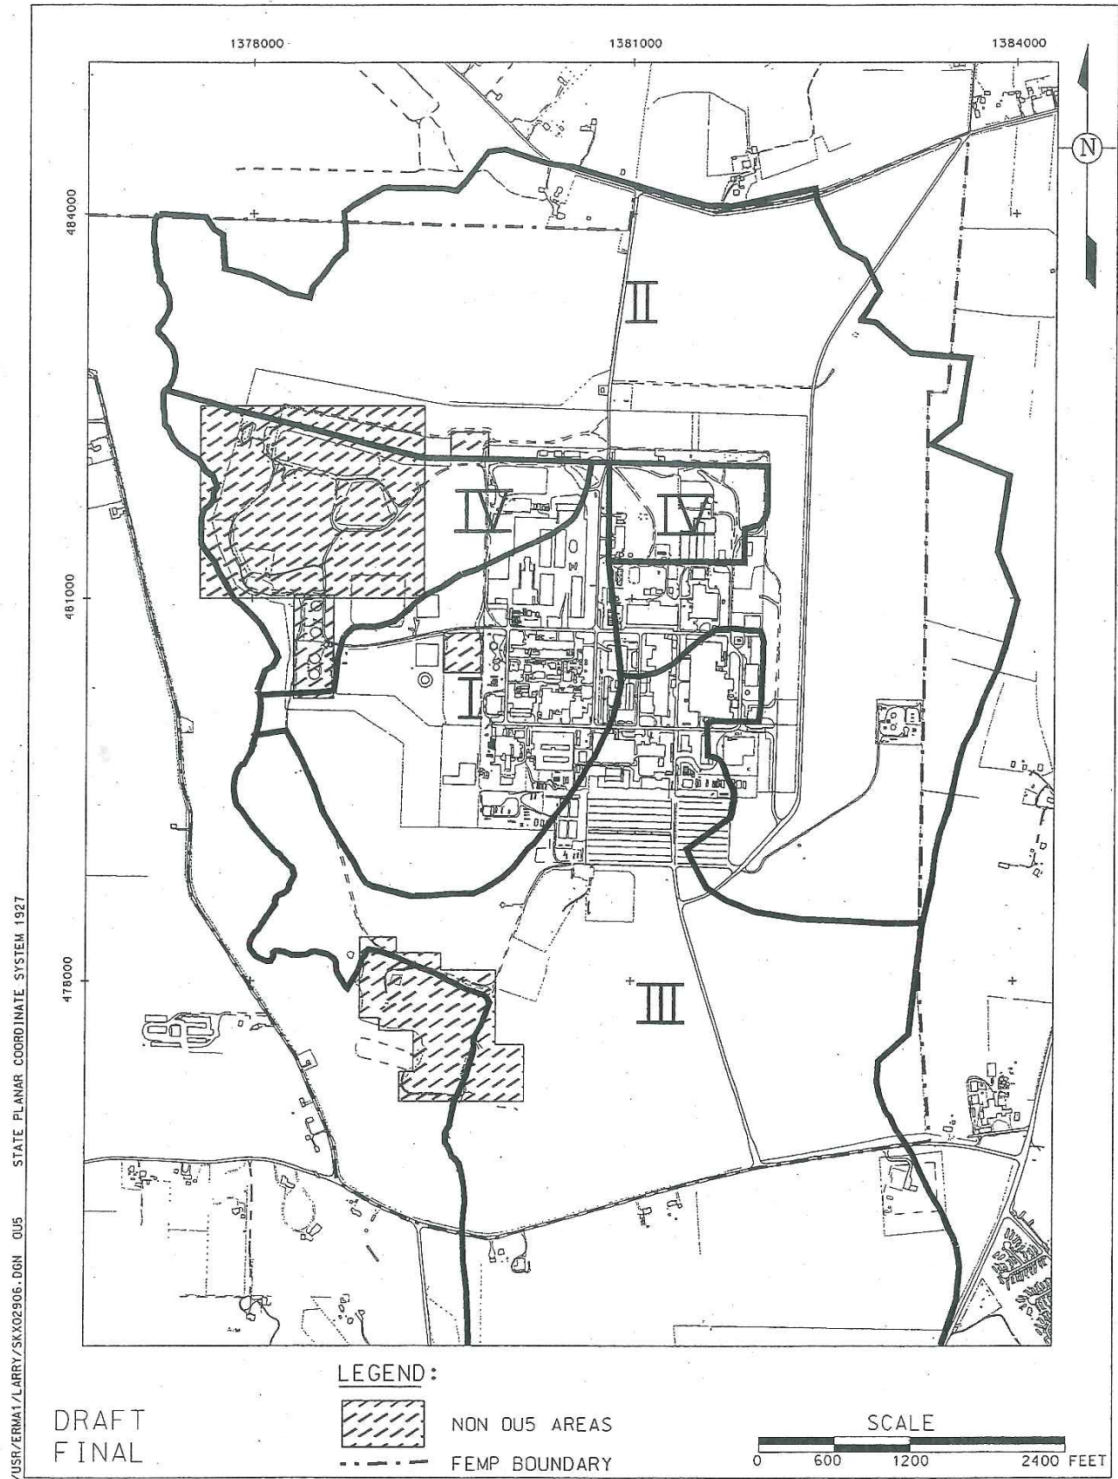 1378000
1381000
1384000
N
484000
II
IV
IV
481000
I
478000
III
/USR/ERMA1/LARRY/SKX02906.DGN OU5 STATE PLANAR COORDINATE SYSTEM 1927
LEGEND:
DRAFT
FINAL
NON OU5 AREAS
FEMP BOUNDARY
SCALE
0 600 1200 2400 FEET